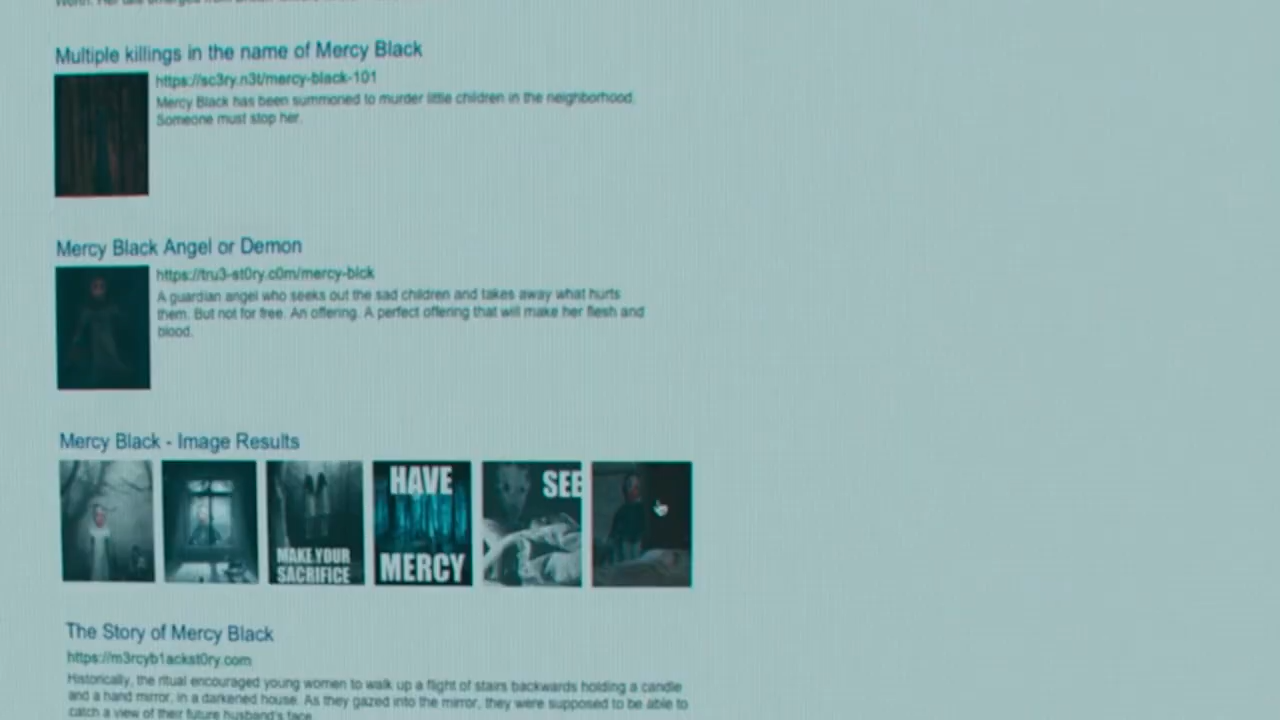 Multiple killings in the name of Mercy Black
https://sc3ry.n3t/mercy-black-101
Mercy Black has been summoned to murder little children in the neighborhood.
Someone must stop her.
Mercy Black Angel or Demon
https://tru3-st0ry.c0m/mercy-blck
A guardian angel who seeks out the sad children and takes away what hurts
them. But not for free. An offering. A perfect offering that will make her flesh and
blood.
Mercy Black - Image Results
HAVE
SEE
MAKE YOUR
SACRIFICE
MERCY
The Story of Mercy Black
https://m3rcyb1ackst0ry.com
Historically, the ritual encouraged young women to walk up a flight of stairs backwards holding a candle
and a hand mirror, in a darkened house. As they gazed into the mirror, they were supposed to be able to
catch a view of their future husband's face